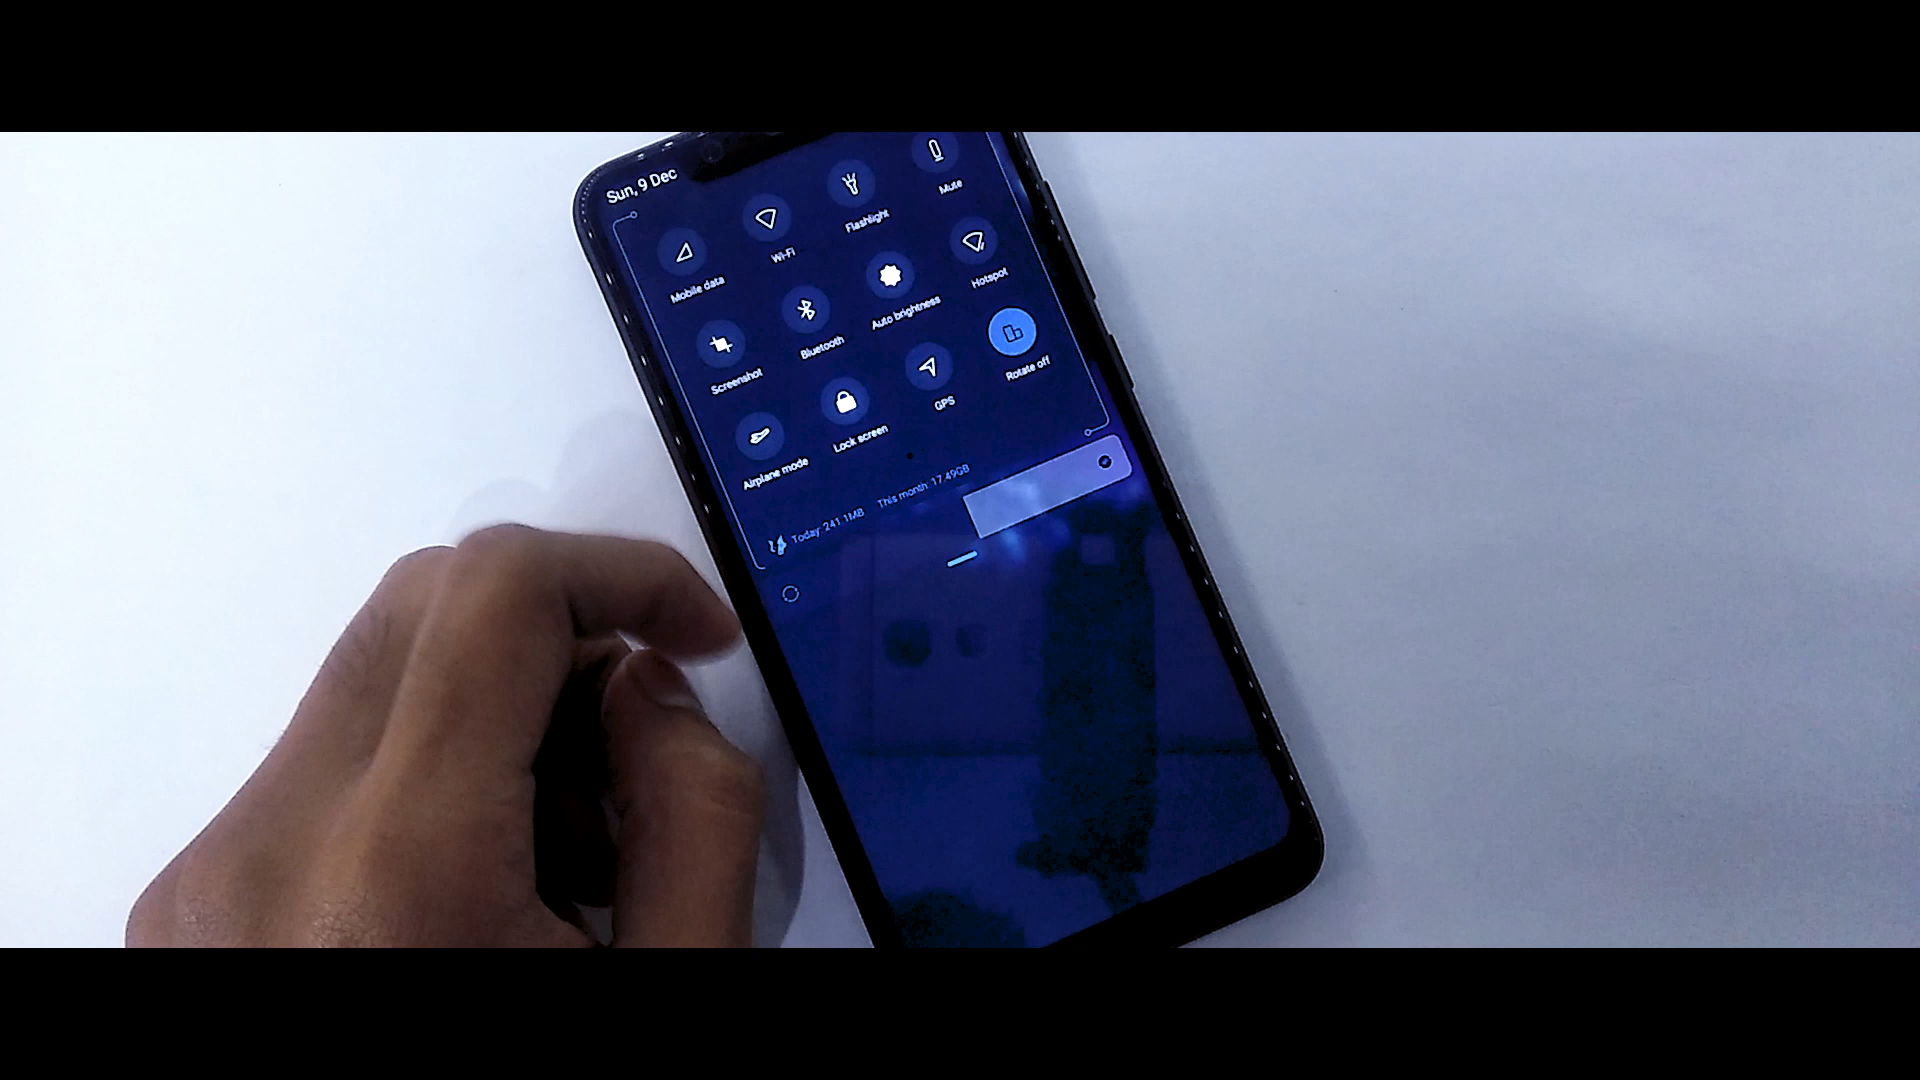 Sun, 9 Dec
Mobile data
Wi-Fi
Flashlight
Mute
Screenshot
Bluetooth
Auto brightness
Hotspot
Airplane mode
Lock screen
GPS
Rotate off
Today: 241.1MB This month: 17.49GB